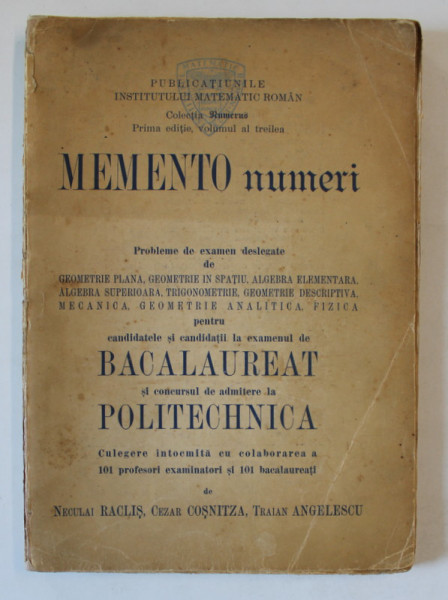 PUBLICAȚIUNILE
INSTITUTULUI MATEMATIC ROMÂN
Colecția Numerus
Prima ediție, volumul al treilea
MEMENTO numeri
Probleme de examen deslegate
de
GEOMETRIE PLANA, GEOMETRIE IN SPAȚIU, ALGEBRA ELEMENTARA,
ALGEBRA SUPERIOARA, TRIGONOMETRIE, GEOMETRIE DESCRIPTIVA,
MECANICA, GEOMETRIE ANALITICA, FIZICA
pentru
candidatele și candidații la examenul de
BACALAUREAT
și concursul de admitere la
POLITECHNICA
Culegere intocmită cu colaborarea a
101 profesori examinatori și 101 bacalaureați
de
NECULAI RACLIȘ, CEZAR COȘNITZA, TRAIAN ANGELESCU